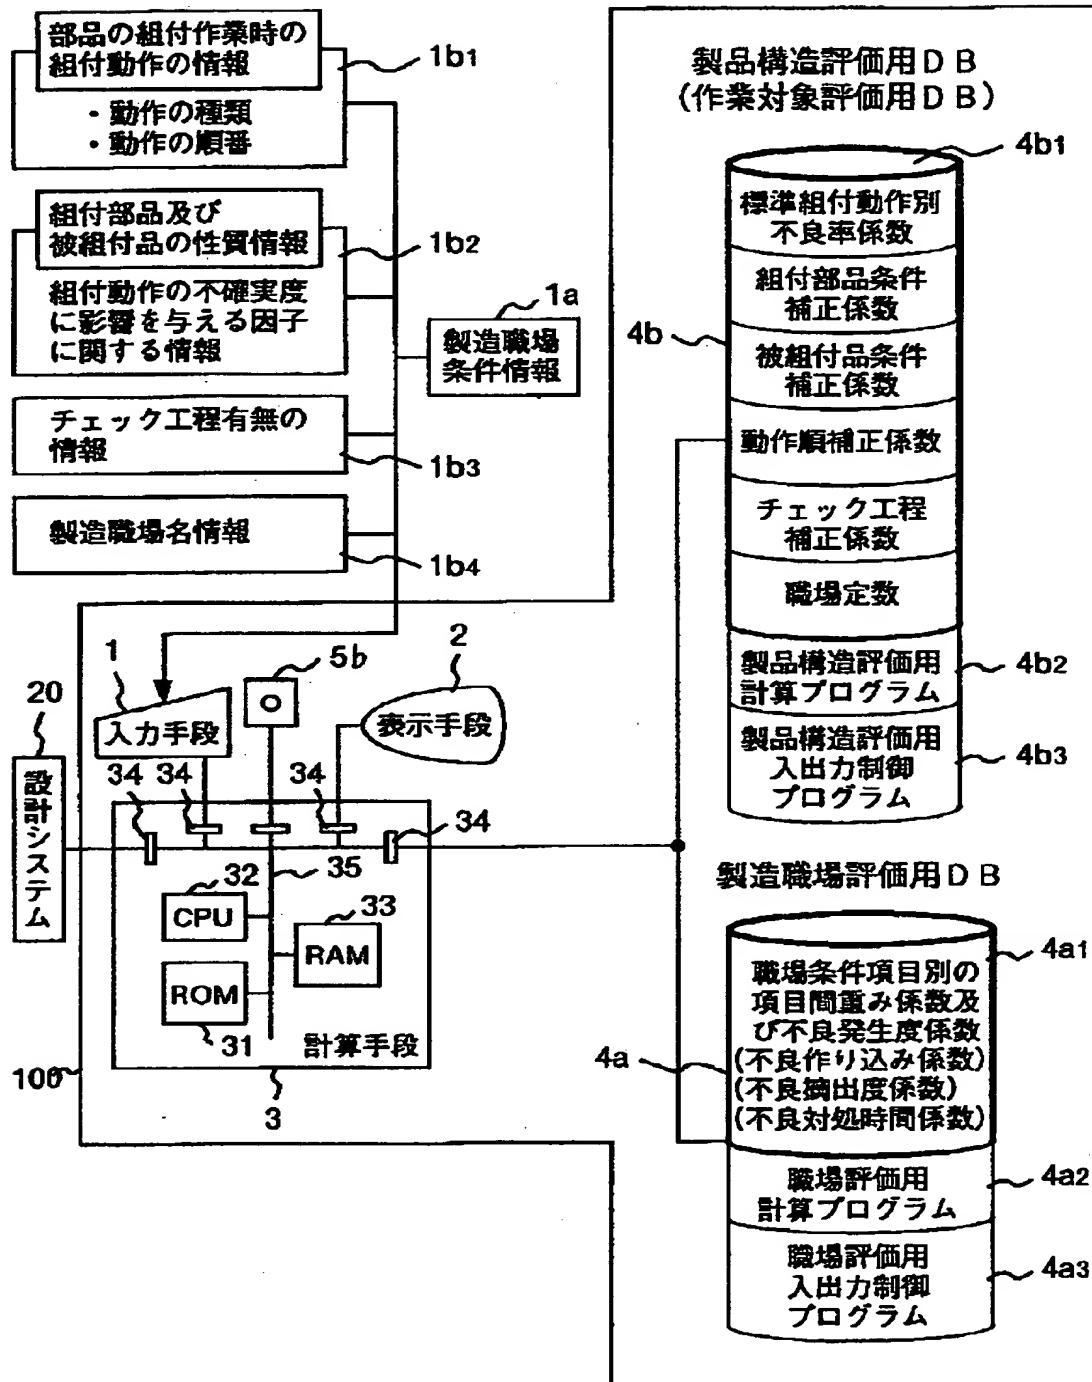 部品の組付作業時の
組付動作の情報
・動作の種類
・動作の順番
1b1
組付部品及び
被組付品の性質情報
組付動作の不確実度
に影響を与える因子
に関する情報
1b2
1a
製造職場
条件情報
チェック工程有無の
情報
1b3
製造職場名情報
1b4
製品構造評価用DB
(作業対象評価用DB)
4b1
標準組付動作別
不良率係数
組付部品条件
補正係数
4b
被組付品条件
補正係数
動作順補正係数
チェック工程
補正係数
職場定数
製品構造評価用
計算プログラム
4b2
製品構造評価用
入出力制御
プログラム
4b3
20
設計システム
1
入力手段
5b
2
表示手段
34
34
34
34
32
CPU
35
33
RAM
ROM
31
計算手段
100
3
製造職場評価用DB
4a1
職場条件項目別の
項目間重み係数及
び不良発生度係数
(不良作り込み係数)
(不良摘出度係数)
(不良対処時間係数)
4a
職場評価用
計算プログラム
4a2
職場評価用
入出力制御
プログラム
4a3